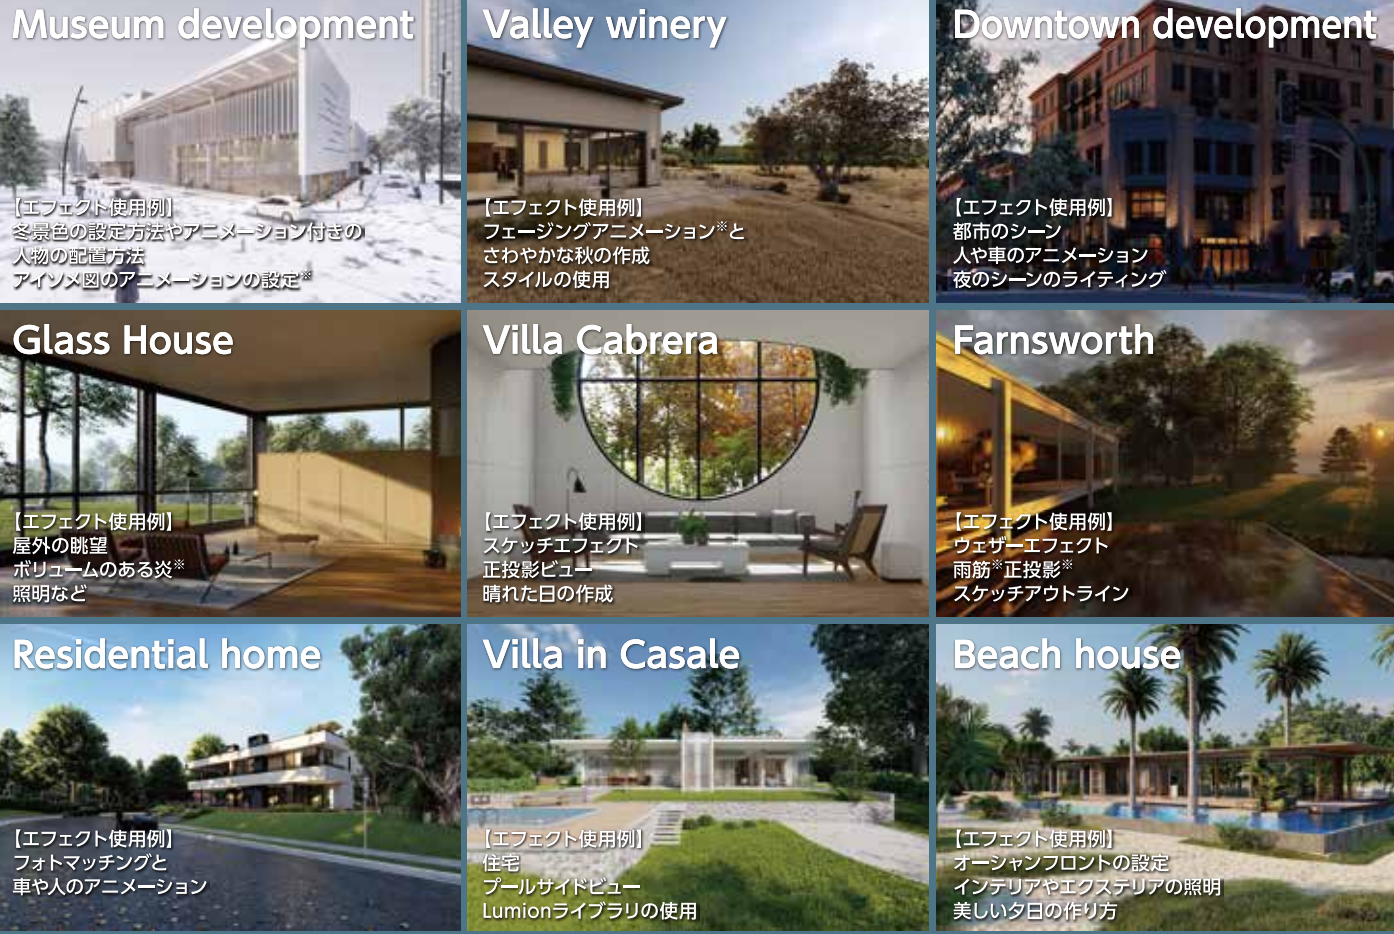 Museum development
【エフェクト使用例】
冬景色の設定方法やアニメーション付きの
人物の配置方法
アイソメ図のアニメーションの設定※
Valley winery
【エフェクト使用例】
フェージングアニメーション※と
さわやかな秋の作成
スタイルの使用
Downtown development
【エフェクト使用例】
都市のシーン
人や車のアニメーション
夜のシーンのライティング
Glass House
【エフェクト使用例】
屋外の眺望
ボリュームのある炎※
照明など
Villa Cabrera
【エフェクト使用例】
スケッチエフェクト
正投影ビュー
晴れた日の作成
Farnsworth
【エフェクト使用例】
ウェザーエフェクト
雨筋※正投影※
スケッチアウトライン
Residential home
【エフェクト使用例】
フォトマッチングと
車や人のアニメーション
Villa in Casale
【エフェクト使用例】
住宅
プールサイドビュー
Lumionライブラリの使用
Beach house
【エフェクト使用例】
オーシャンフロントの設定
インテリアやエクステリアの照明
美しい夕日の作り方